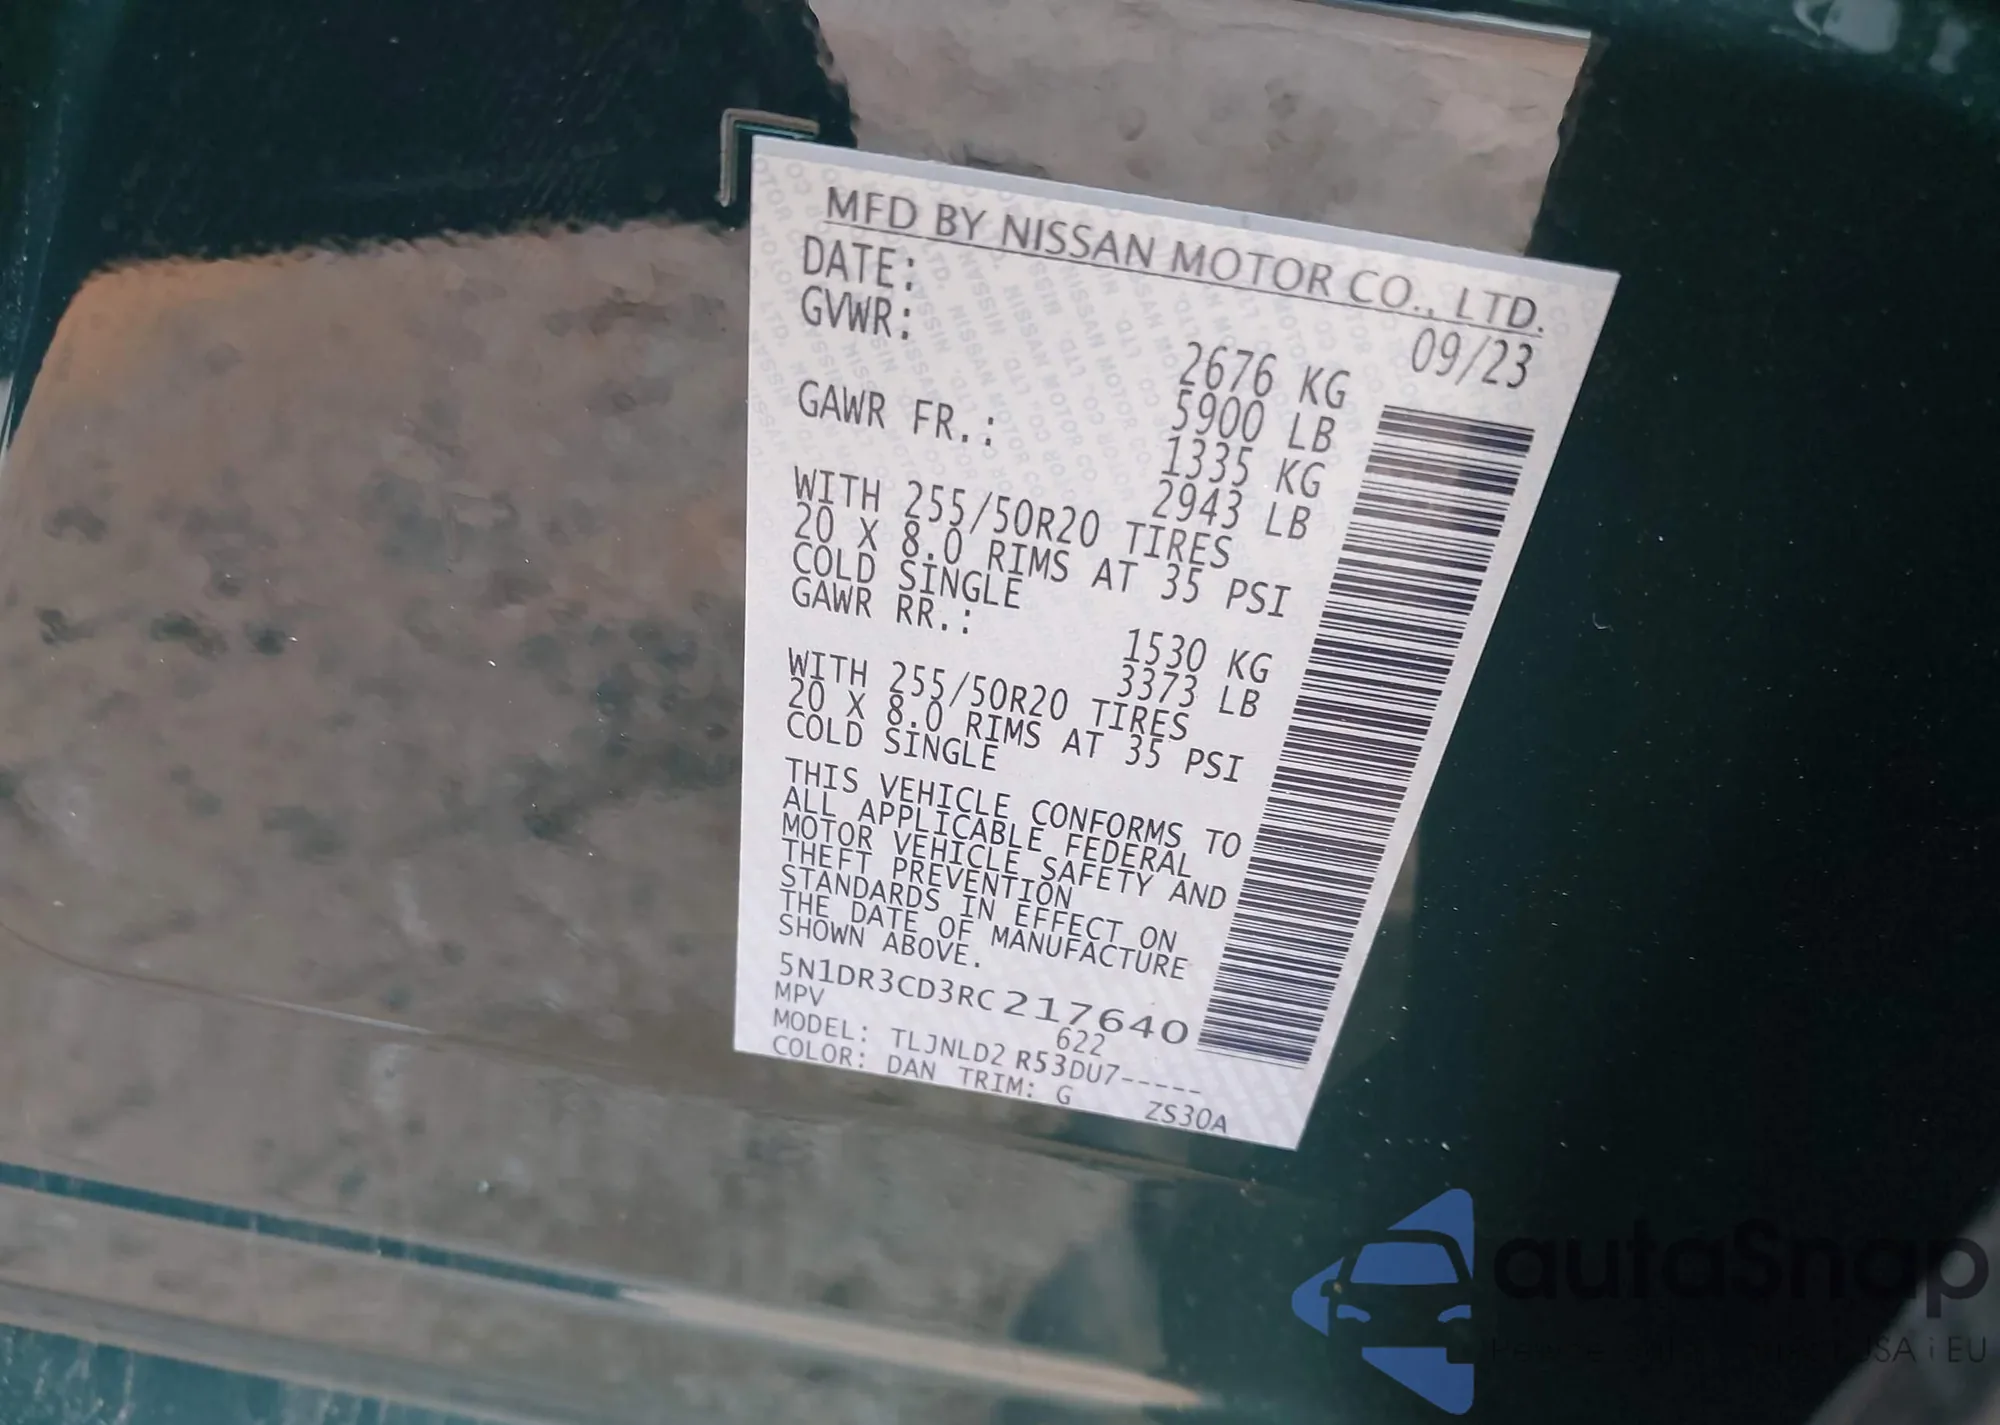 MFD BY NISSAN MOTOR CO., LTD.
DATE: 09/23
GVWR: 2676 KG
5900 LB
GAWR FR.: 1335 KG
2943 LB
WITH 255/50R20 TIRES
20 X 8.0 RIMS AT 35 PSI
COLD SINGLE
GAWR RR.: 1530 KG
3373 LB
WITH 255/50R20 TIRES
20 X 8.0 RIMS AT 35 PSI
COLD SINGLE
THIS VEHICLE CONFORMS TO
ALL APPLICABLE FEDERAL
MOTOR VEHICLE SAFETY AND
THEFT PREVENTION
STANDARDS IN EFFECT ON
THE DATE OF MANUFACTURE
SHOWN ABOVE.
5N1DR3CD3RC217640
MPV 622
MODEL: TLJNLD2 R53DU7-----
COLOR: DAN TRIM: G ZS30A
autaSnap
USA i EU